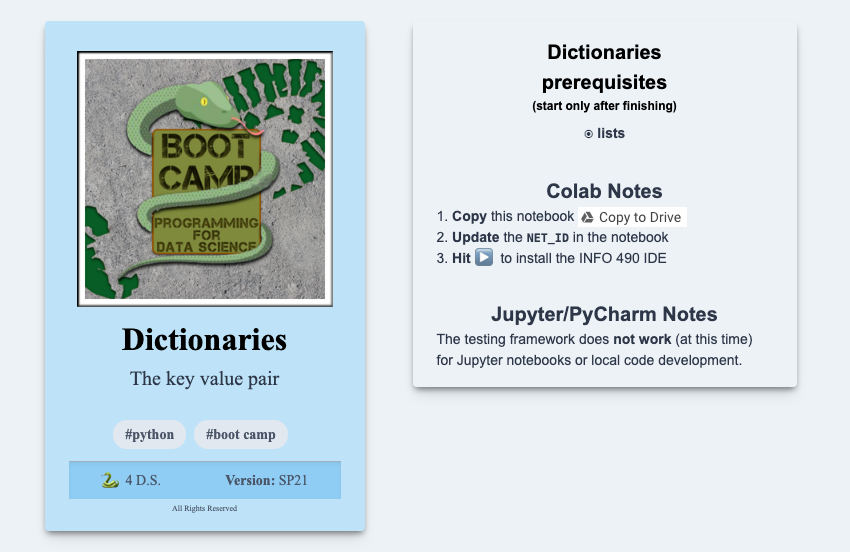 BOOT
CAMP
PROGRAMMING
FOR
DATA SCIENCE
Dictionaries
The key value pair
#python #boot camp
4 D.S. Version: SP21
All Rights Reserved
Dictionaries
prerequisites
(start only after finishing)
⦿ lists
Colab Notes
1. Copy this notebook Copy to Drive
2. Update the NET_ID in the notebook
3. Hit ▶️ to install the INFO 490 IDE
Jupyter/PyCharm Notes
The testing framework does not work (at this time)
for Jupyter notebooks or local code development.